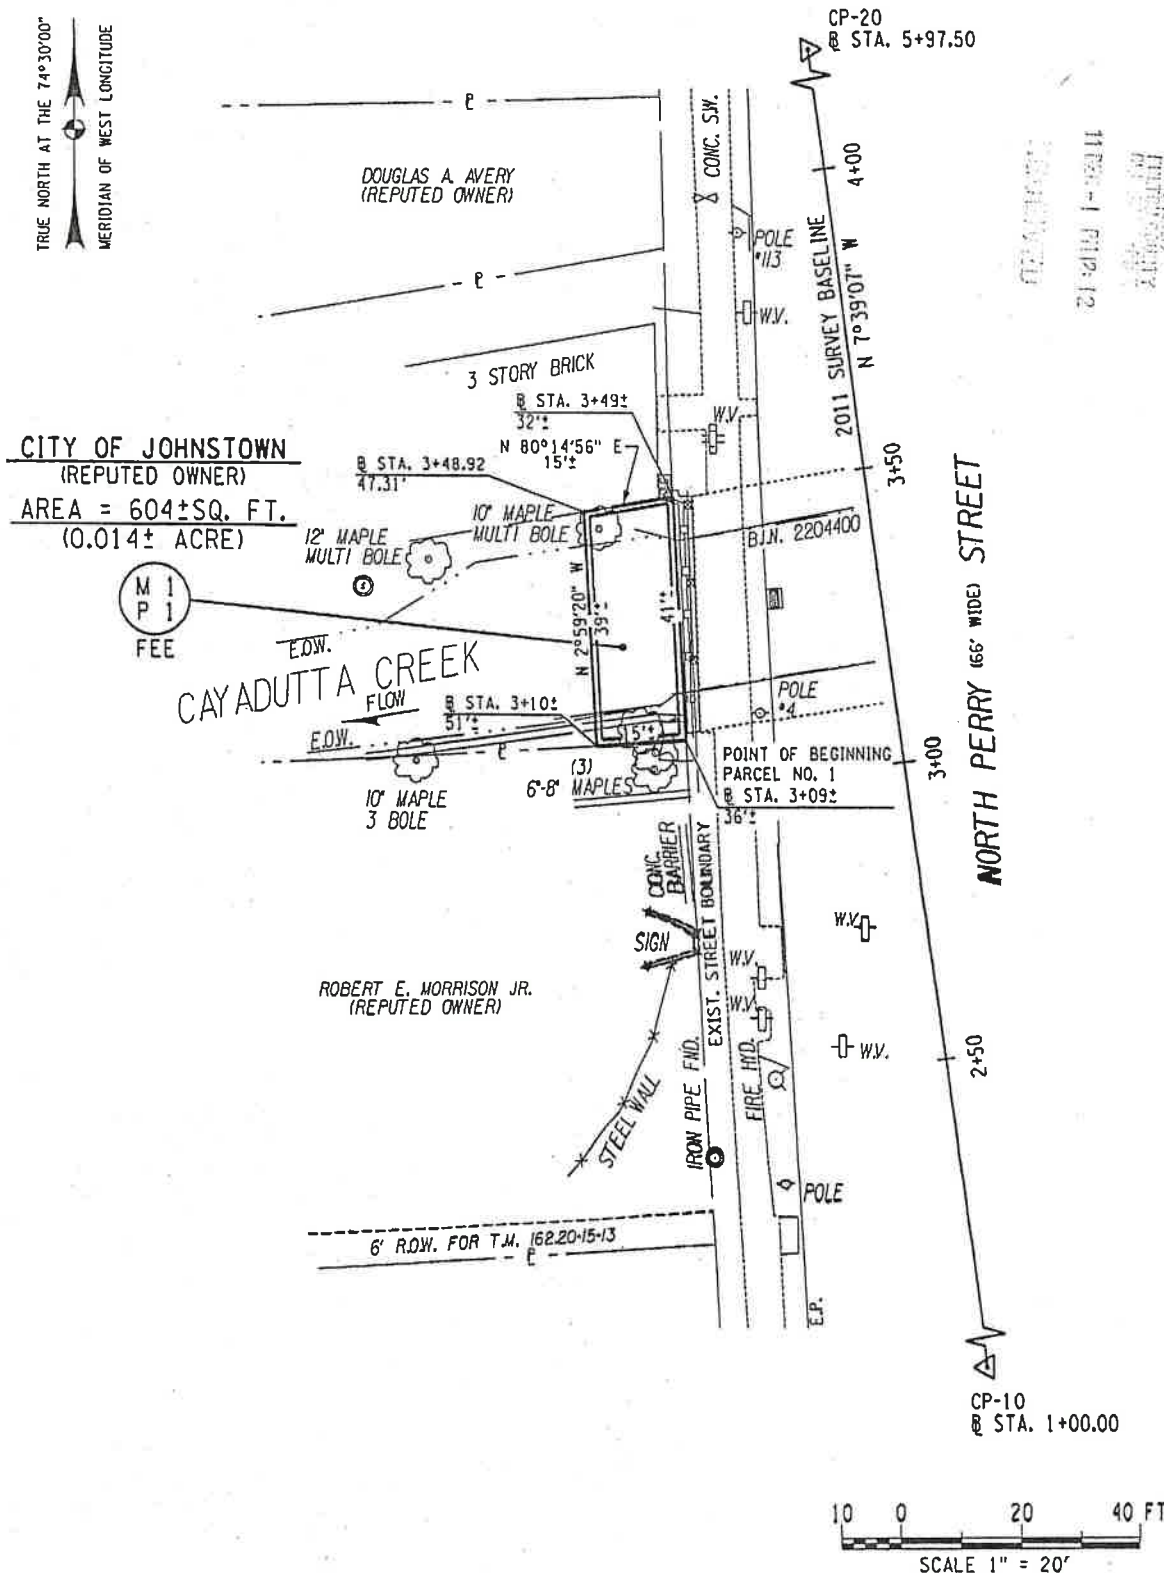 CP-20
B STA. 5+97.50
TRUE NORTH AT THE 74°30'00"
MERIDIAN OF WEST LONGITUDE
P
CONC. S.W.
DOUGLAS A. AVERY
(REPUTED OWNER)
4+00
POLE
#113
P
W.V.
2011 SURVEY BASELINE
N 7°39'07" W
3 STORY BRICK
B STA. 3+49±
32'±
W.V.
N 80°14'56" E
15'±
CITY OF JOHNSTOWN
(REPUTED OWNER)
AREA = 604±SQ. FT.
(0.014± ACRE)
B STA. 3+48.92
47.31'
3+50
10" MAPLE
MULTI BOLE
12" MAPLE
MULTI BOLE
B.I.N. 2204400
M 1
P 1
FEE
N 2°59'20" W
39'±
41'±
E.O.W.
CAYADUTTA CREEK
FLOW
POLE
#4
B STA. 3+10±
51'±
E.O.W.
P
5'±
NORTH PERRY (66' WIDE) STREET
POINT OF BEGINNING
PARCEL NO. 1
B STA. 3+09±
36'±
3+00
(3)
6"-8" MAPLES
10" MAPLE
3 BOLE
CONC.
BARRIER
EXIST. STREET BOUNDARY
SIGN
W.V.
W.V.
ROBERT E. MORRISON JR.
(REPUTED OWNER)
W.V.
W.V.
2+50
IRON PIPE FND.
FIRE HYD.
STEEL WALL
POLE
6' R.O.W. FOR T.M. 162.20-15-13
P
E.P.
CP-10
B STA. 1+00.00
10 0 20 40 FT
SCALE 1" = 20'